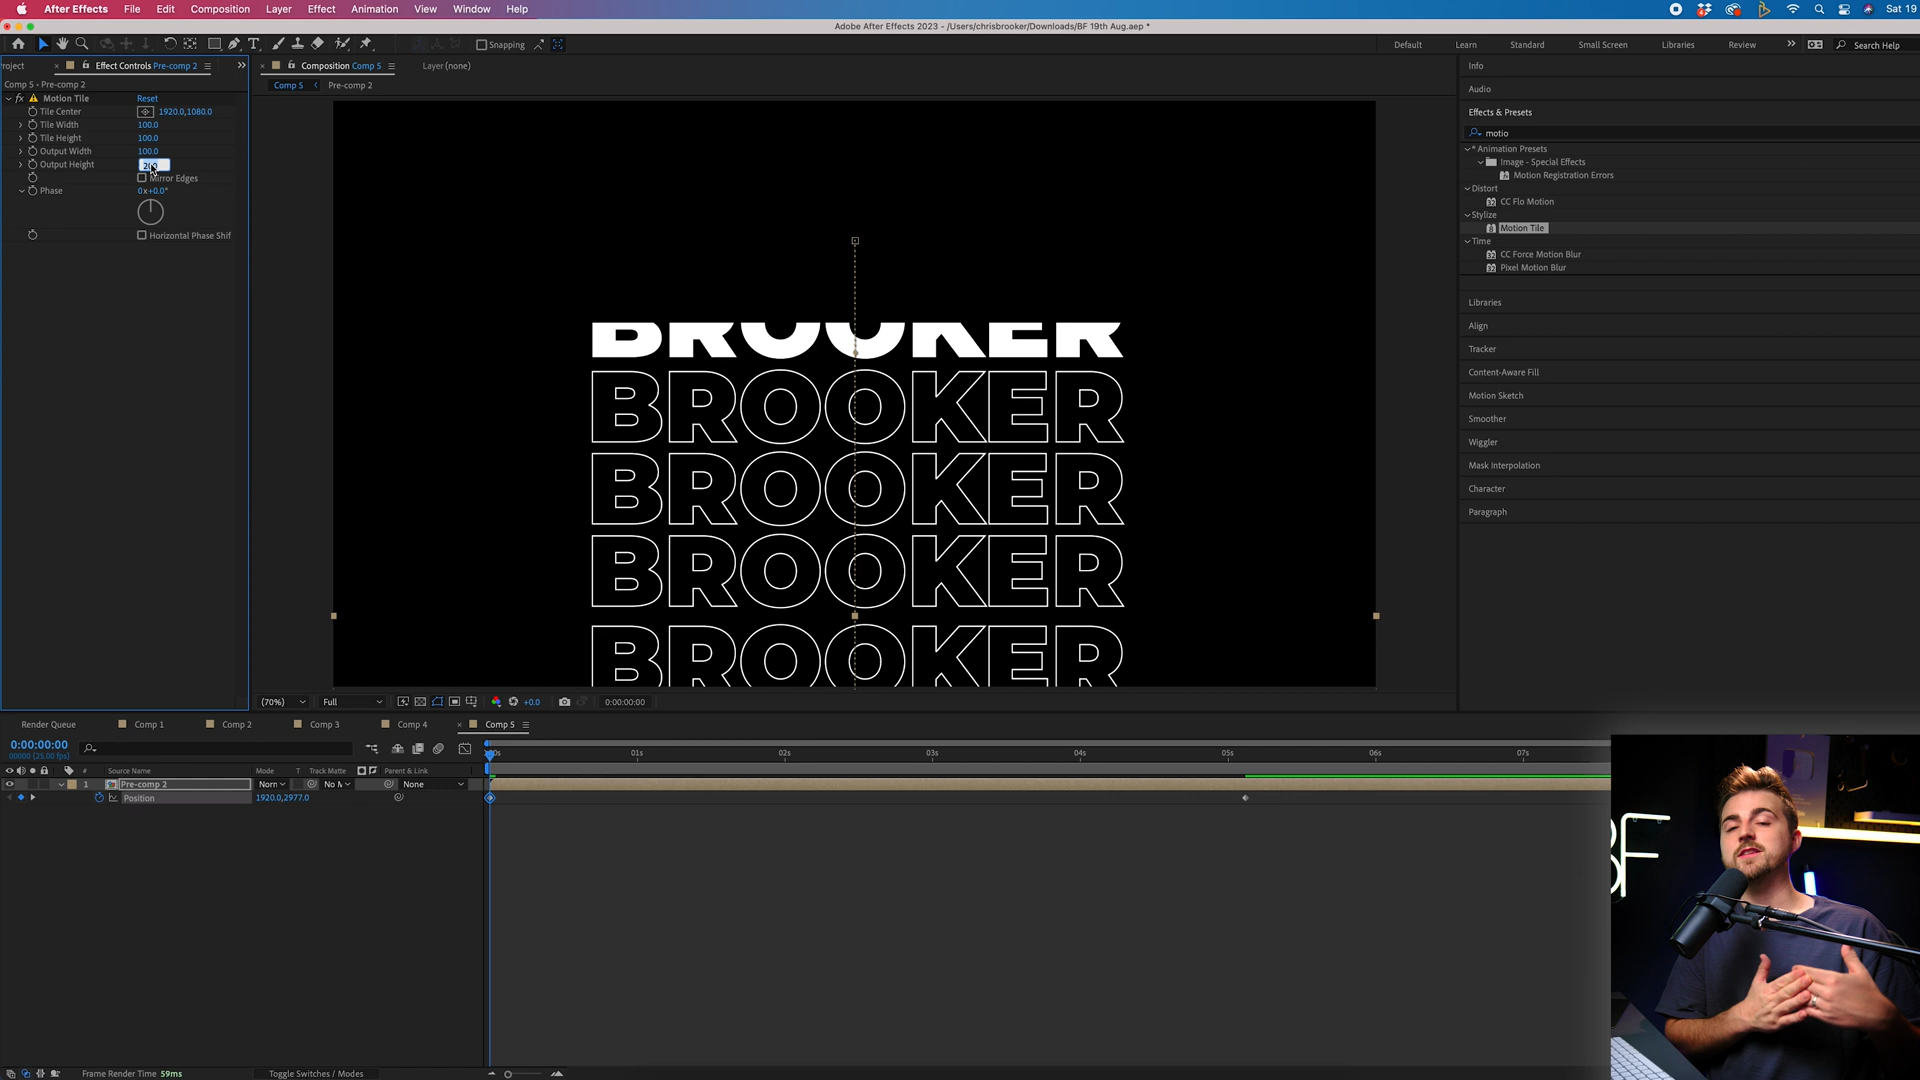 After Effects File Edit Composition Layer Effect Animation View Window Help Sat 19
Adobe After Effects 2023 - /Users/chrisbrooker/Downloads/BF 19th Aug.aep *
Snapping Default Learn Standard Small Screen Libraries Review Search Help
roject Effect Controls Pre-comp 2 Composition Comp 5 Layer (none) Info
Comp 5 - Pre-comp 2 Comp 5 Pre-comp 2
Audio
Motion Tile Reset
Tile Center 1920.0,1080.0
Tile Width 100.0
Tile Height 100.0
Output Width 100.0
Output Height
Mirror Edges
Phase 0x+0.0°
Horizontal Phase Shif
Effects & Presets
motio
* Animation Presets
Image - Special Effects
Motion Registration Errors
Distort
CC Flo Motion
Stylize
Motion Tile
Time
CC Force Motion Blur
Pixel Motion Blur
Libraries
Align
Tracker
Content-Aware Fill
Motion Sketch
Smoother
Wiggler
Mask Interpolation
Character
Paragraph
BROOKER
BROOKER
BROOKER
BROOKER
BROOKER
(70%) Full +0.0 0:00:00:00
Render Queue Comp 1 Comp 2 Comp 3 Comp 4 Comp 5
0:00:00:00
00000 (25.00 fps)
01s 02s 03s 04s 05s 06s 07s
# Source Name Mode T Track Matte Parent & Link
1 Pre-comp 2 Norn No M None
Position 1920.0,2977.0
Frame Render Time 59ms Toggle Switches / Modes